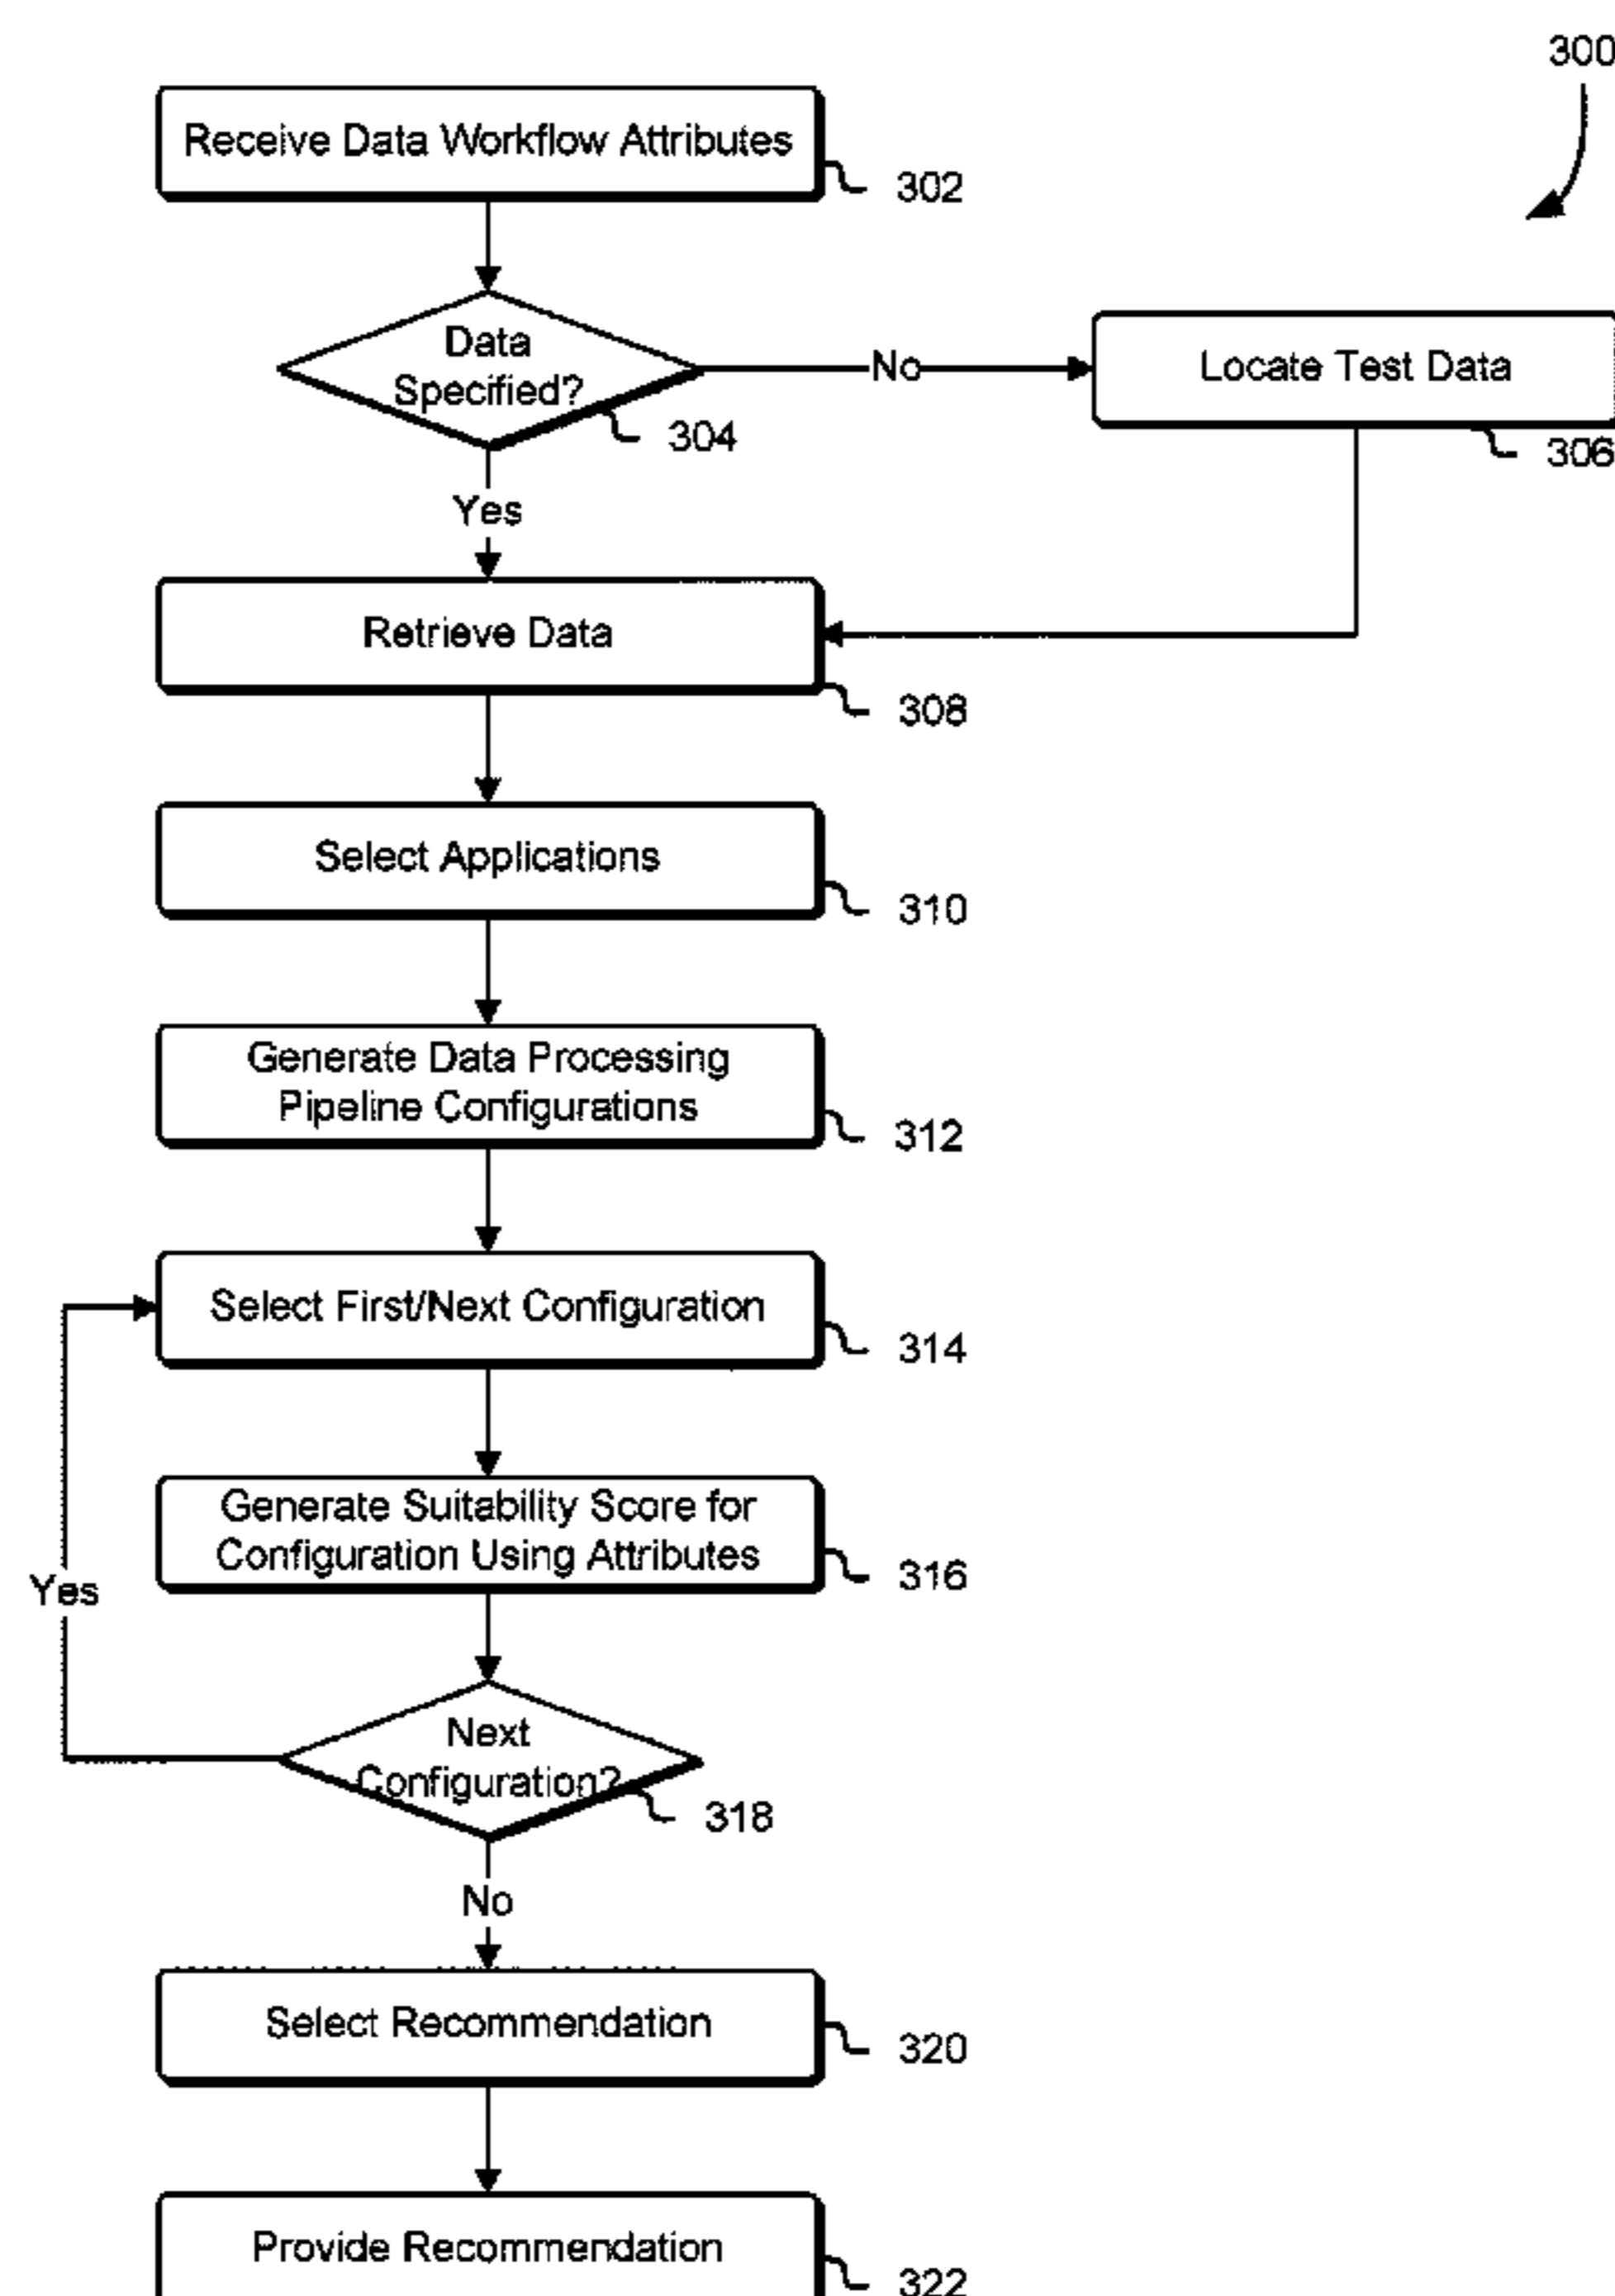 300
Receive Data Workflow Attributes
302
Data
Specified?
304
No
Locate Test Data
306
Yes
Retrieve Data
308
Select Applications
310
Generate Data Processing
Pipeline Configurations
312
Select First/Next Configuration
314
Generate Suitability Score for
Configuration Using Attributes
316
Yes
Next
Configuration?
318
No
Select Recommendation
320
Provide Recommendation
322